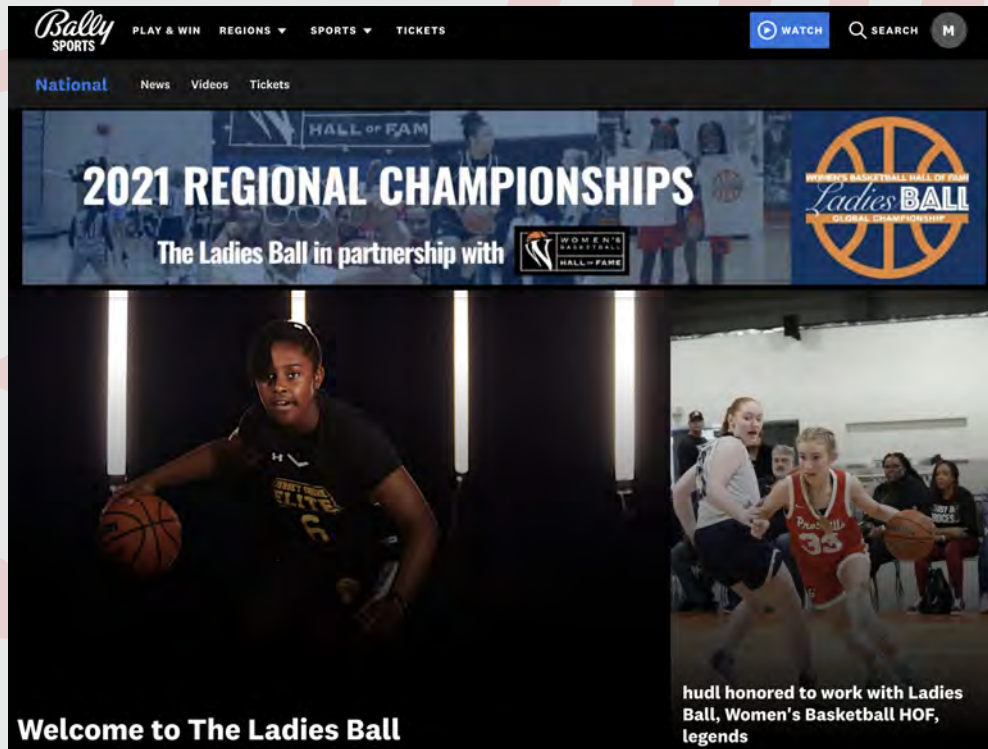 Bally
SPORTS
PLAY & WIN REGIONS SPORTS TICKETS
WATCH
SEARCH
M
National
News Videos Tickets
HALL OF FAM
2021 REGIONAL CHAMPIONSHIPS
The Ladies Ball in partnership with
WOMEN'S
BASKETBALL
HALL OF FAME
WOMEN'S BASKETBALL HALL OF FAME
Ladies BALL
GLOBAL CHAMPIONSHIP
ELITE
6
33
Welcome to The Ladies Ball
hudl honored to work with Ladies
Ball, Women's Basketball HOF,
legends